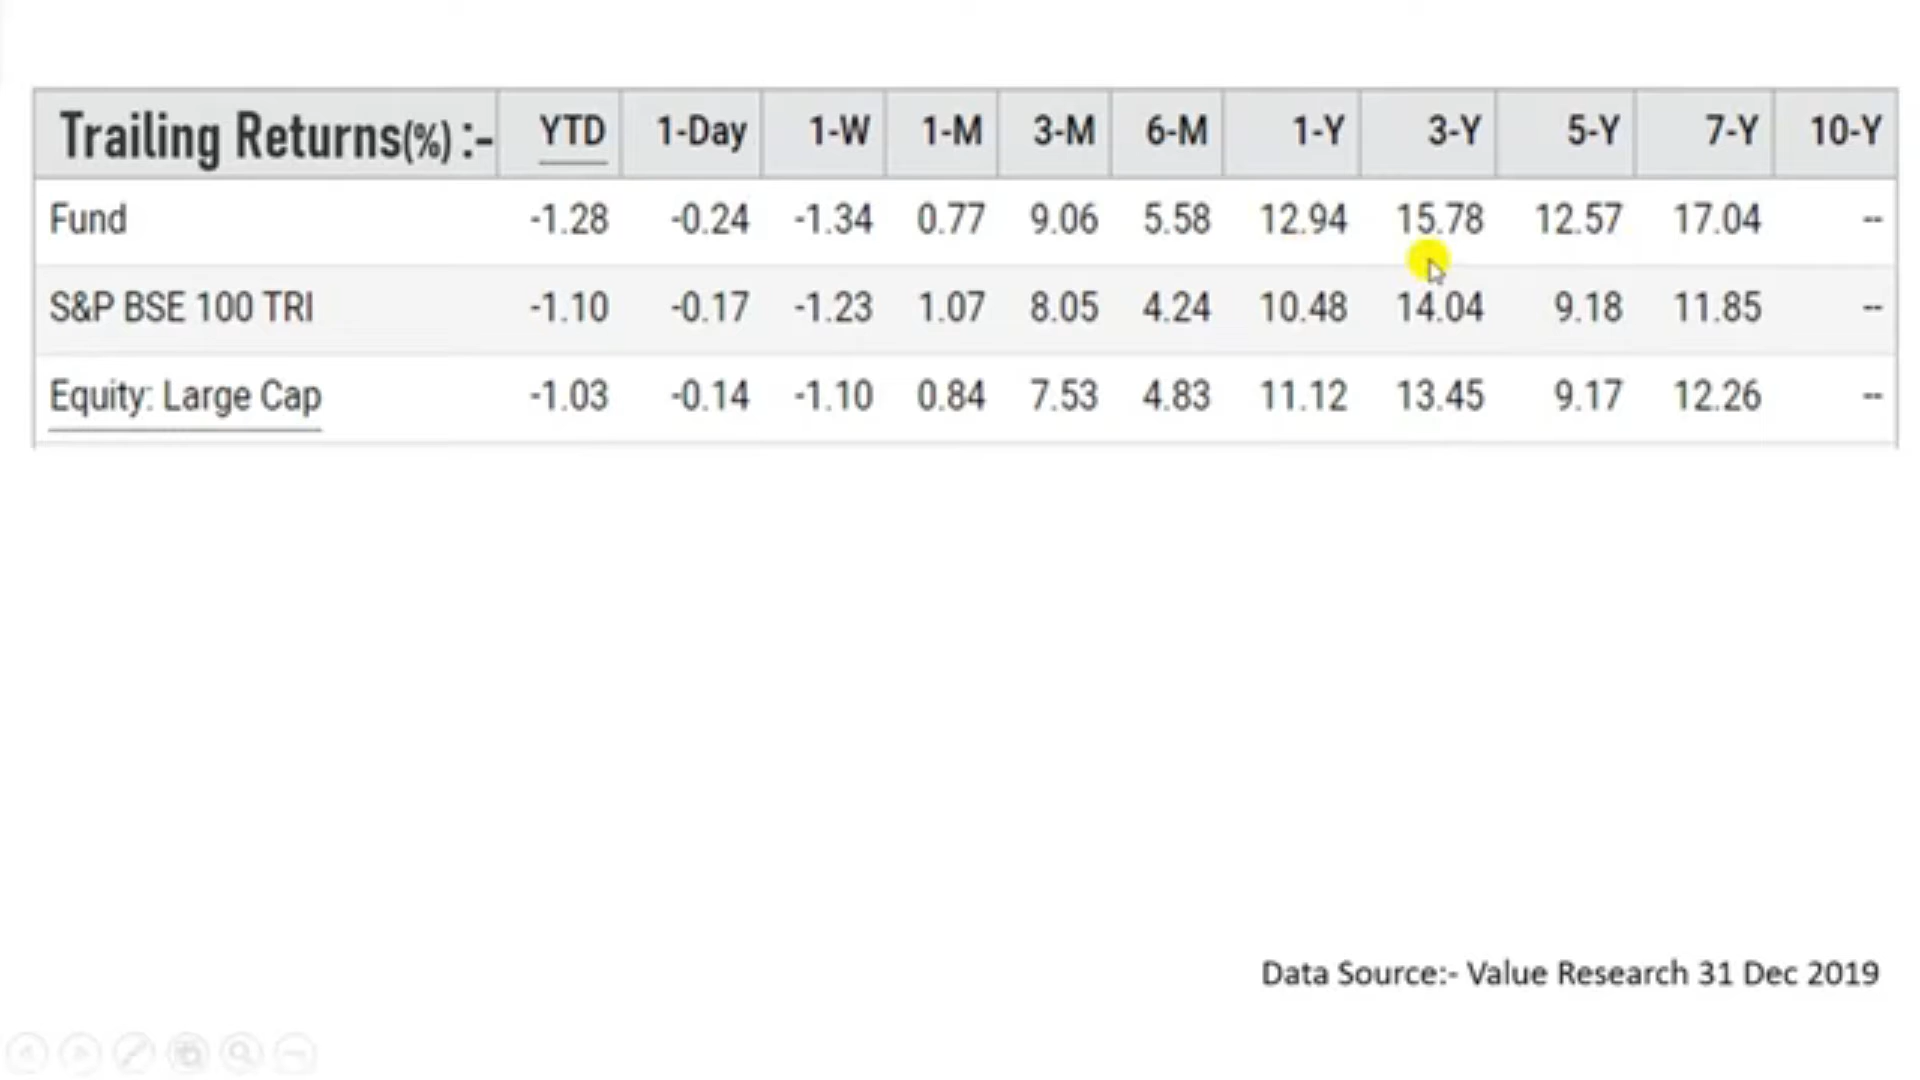 Trailing Returns(%) :- YTD 1-Day 1-W 1-M 3-M 6-M 1-Y 3-Y 5-Y 7-Y 10-Y
Fund -1.28 -0.24 -1.34 0.77 9.06 5.58 12.94 15.78 12.57 17.04 --
S&P BSE 100 TRI -1.10 -0.17 -1.23 1.07 8.05 4.24 10.48 14.04 9.18 11.85 --
Equity: Large Cap -1.03 -0.14 -1.10 0.84 7.53 4.83 11.12 13.45 9.17 12.26 --
Data Source:- Value Research 31 Dec 2019